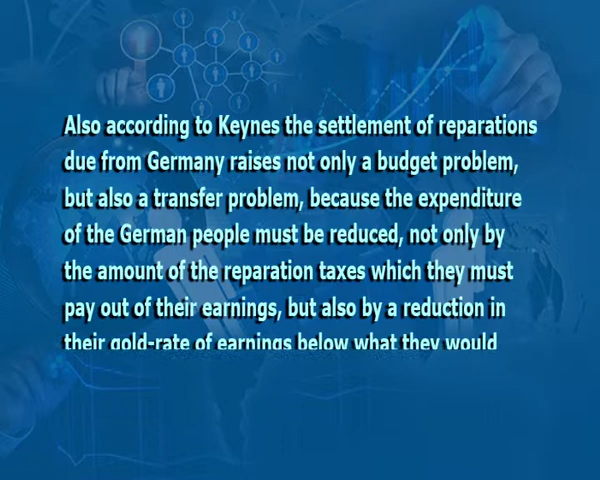 Also according to Keynes the settlement of reparations
due from Germany raises not only a budget problem,
but also a transfer problem, because the expenditure
of the German people must be reduced, not only by
the amount of the reparation taxes which they must
pay out of their earnings, but also by a reduction in
their gold-rate of earnings below what they would